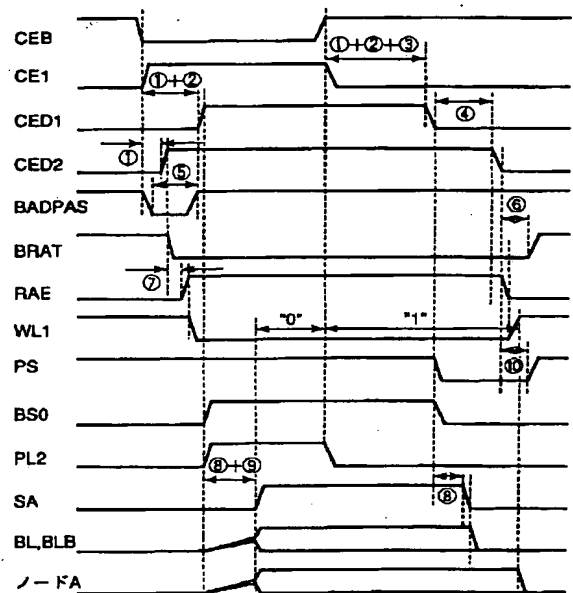 CEB
CE1
①+②+③
①+②
CED1
④
CED2
①
⑤
BADPAS
⑥
BRAT
⑦
RAE
"0"
"1"
WL1
PS
⑩
BS0
PL2
⑧+⑨
SA
⑧
BL,BLB
ノードA